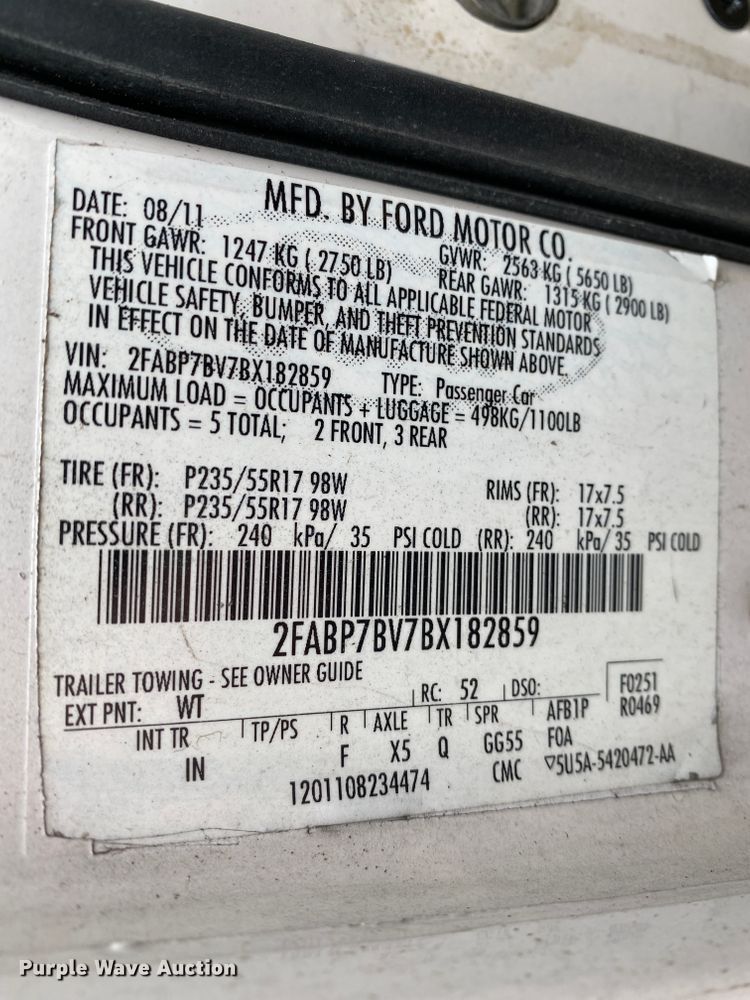 MFD. BY FORD MOTOR CO.
DATE: 08/11 GVWR: 2563 KG ( 5650 LB)
FRONT GAWR: 1247 KG ( 2750 LB) REAR GAWR: 1315 KG ( 2900 LB)
THIS VEHICLE CONFORMS TO ALL APPLICABLE FEDERAL MOTOR
VEHICLE SAFETY, BUMPER, AND THEFT PREVENTION STANDARDS
IN EFFECT ON THE DATE OF MANUFACTURE SHOWN ABOVE.
VIN: 2FABP7BV7BX182859 TYPE: Passenger Car
MAXIMUM LOAD = OCCUPANTS + LUGGAGE = 498KG/1100LB
OCCUPANTS = 5 TOTAL; 2 FRONT, 3 REAR
TIRE (FR): P235/55R17 98W RIMS (FR): 17x7.5
(RR): P235/55R17 98W (RR): 17x7.5
PRESSURE (FR): 240 kPa/ 35 PSI COLD (RR): 240 kPa/ 35 PSI COLD
2FABP7BV7BX182859
TRAILER TOWING - SEE OWNER GUIDE
EXT PNT: WT RC: 52 DSO: F0251
INT TR TP/PS R AXLE TR SPR AFB1P R0469
IN F X5 Q GG55 F0A
1201108234474 CMC ▽5U5A-5420472-AA
Purple Wave Auction